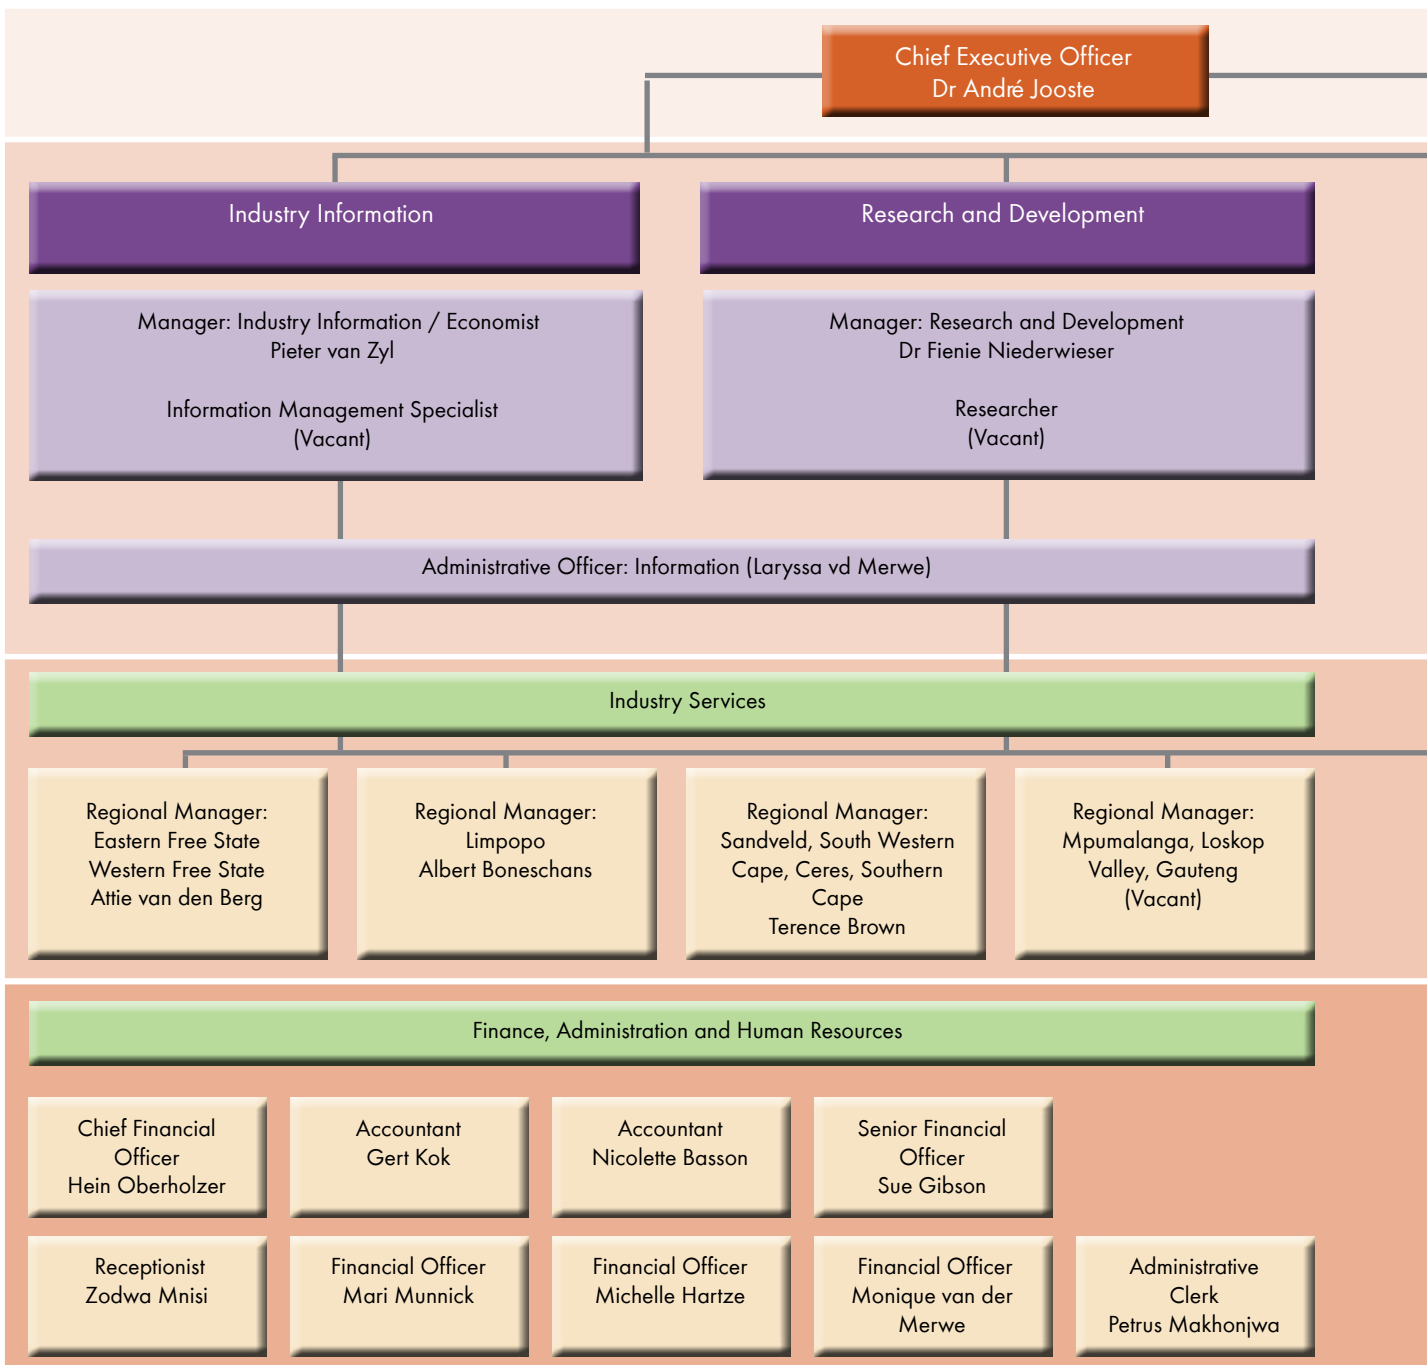 Chief Executive Officer
Dr André Jooste
Industry Information
Research and Development
Manager: Industry Information / Economist
Pieter van Zyl
Information Management Specialist
(Vacant)
Manager: Research and Development
Dr Fienie Niederwieser
Researcher
(Vacant)
Administrative Officer: Information (Laryssa vd Merwe)
Industry Services
Regional Manager:
Eastern Free State
Western Free State
Attie van den Berg
Regional Manager:
Limpopo
Albert Boneschans
Regional Manager:
Sandveld, South Western
Cape, Ceres, Southern
Cape
Terence Brown
Regional Manager:
Mpumalanga, Loskop
Valley, Gauteng
(Vacant)
Finance, Administration and Human Resources
Chief Financial
Officer
Hein Oberholzer
Accountant
Gert Kok
Accountant
Nicolette Basson
Senior Financial
Officer
Sue Gibson
Receptionist
Zodwa Mnisi
Financial Officer
Mari Munnick
Financial Officer
Michelle Hartze
Financial Officer
Monique van der
Merwe
Administrative
Clerk
Petrus Makhonjwa